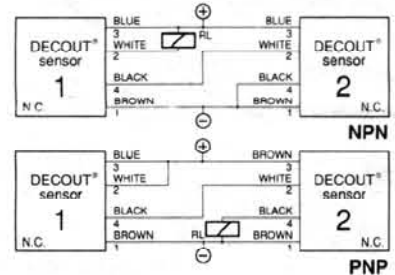 +
BLUE BLUE
3 RL 3
DECOUT® WHITE WHITE DECOUT®
sensor 2 2 sensor
1 BLACK BLACK 2
4 4
BROWN BROWN
N.C. 1 1 N.C.
−
NPN
+
BLUE BROWN
3 3
DECOUT® WHITE WHITE DECOUT®
sensor 2 2 sensor
1 BLACK BLACK 2
4 4
BROWN RL BROWN
N.C. 1 1 N.C.
−
PNP